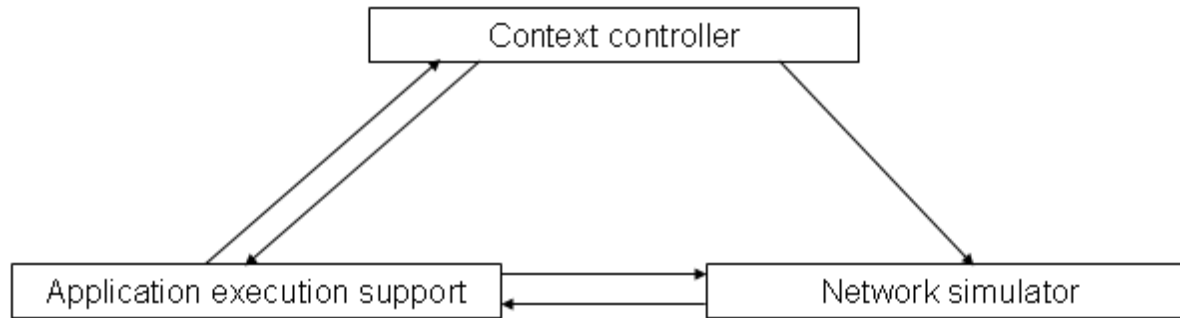 Context controller
Application execution support
Network simulator